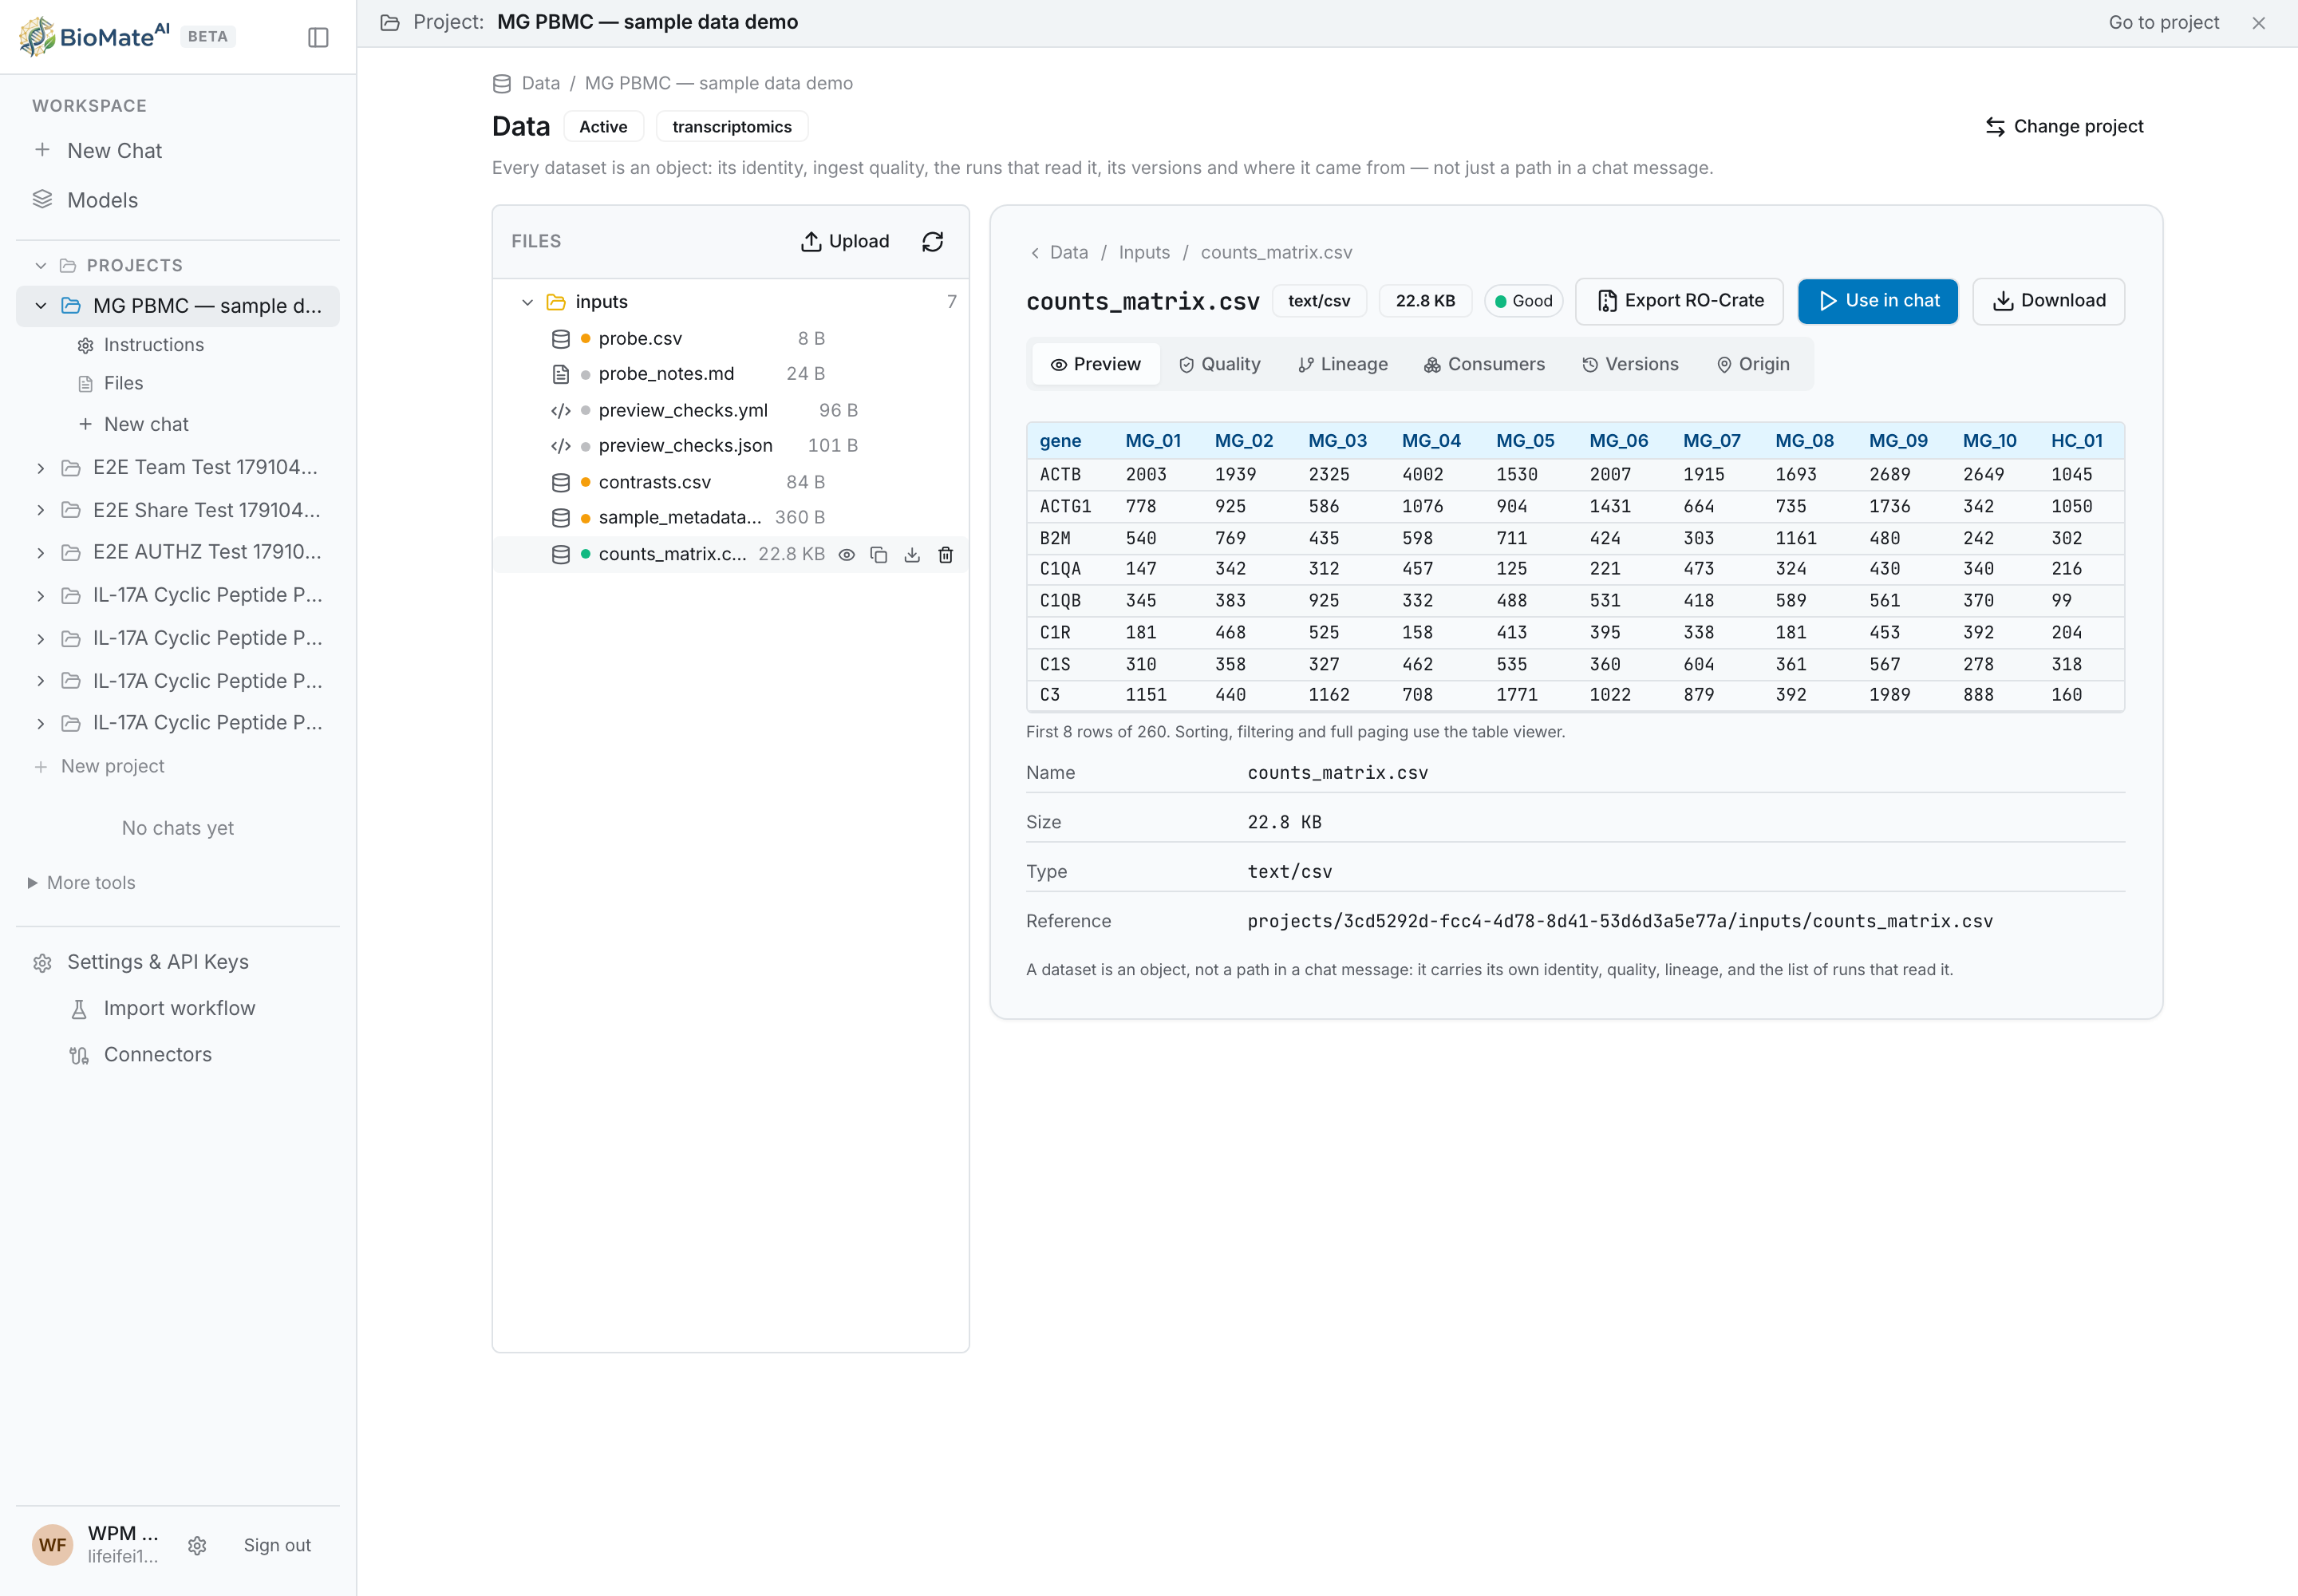 BioMate AI BETA
WORKSPACE
New Chat
Models
PROJECTS
MG PBMC — sample d...
Instructions
Files
New chat
E2E Team Test 179104...
E2E Share Test 179104...
E2E AUTHZ Test 17910...
IL-17A Cyclic Peptide P...
IL-17A Cyclic Peptide P...
IL-17A Cyclic Peptide P...
IL-17A Cyclic Peptide P...
New project
No chats yet
More tools
Settings & API Keys
Import workflow
Connectors
WF
WPM ...
lifeifei1...
Sign out
Project: MG PBMC — sample data demo
Go to project
Data / MG PBMC — sample data demo
Data Active transcriptomics
Change project
Every dataset is an object: its identity, ingest quality, the runs that read it, its versions and where it came from — not just a path in a chat message.
FILES Upload
inputs 7
probe.csv 8 B
probe_notes.md 24 B
preview_checks.yml 96 B
preview_checks.json 101 B
contrasts.csv 84 B
sample_metadata... 360 B
counts_matrix.c... 22.8 KB
Data / Inputs / counts_matrix.csv
counts_matrix.csv text/csv 22.8 KB Good Export RO-Crate Use in chat Download
Preview Quality Lineage Consumers Versions Origin
gene MG_01 MG_02 MG_03 MG_04 MG_05 MG_06 MG_07 MG_08 MG_09 MG_10 HC_01
ACTB 2003 1939 2325 4002 1530 2007 1915 1693 2689 2649 1045
ACTG1 778 925 586 1076 904 1431 664 735 1736 342 1050
B2M 540 769 435 598 711 424 303 1161 480 242 302
C1QA 147 342 312 457 125 221 473 324 430 340 216
C1QB 345 383 925 332 488 531 418 589 561 370 99
C1R 181 468 525 158 413 395 338 181 453 392 204
C1S 310 358 327 462 535 360 604 361 567 278 318
C3 1151 440 1162 708 1771 1022 879 392 1989 888 160
First 8 rows of 260. Sorting, filtering and full paging use the table viewer.
Name counts_matrix.csv
Size 22.8 KB
Type text/csv
Reference projects/3cd5292d-fcc4-4d78-8d41-53d6d3a5e77a/inputs/counts_matrix.csv
A dataset is an object, not a path in a chat message: it carries its own identity, quality, lineage, and the list of runs that read it.